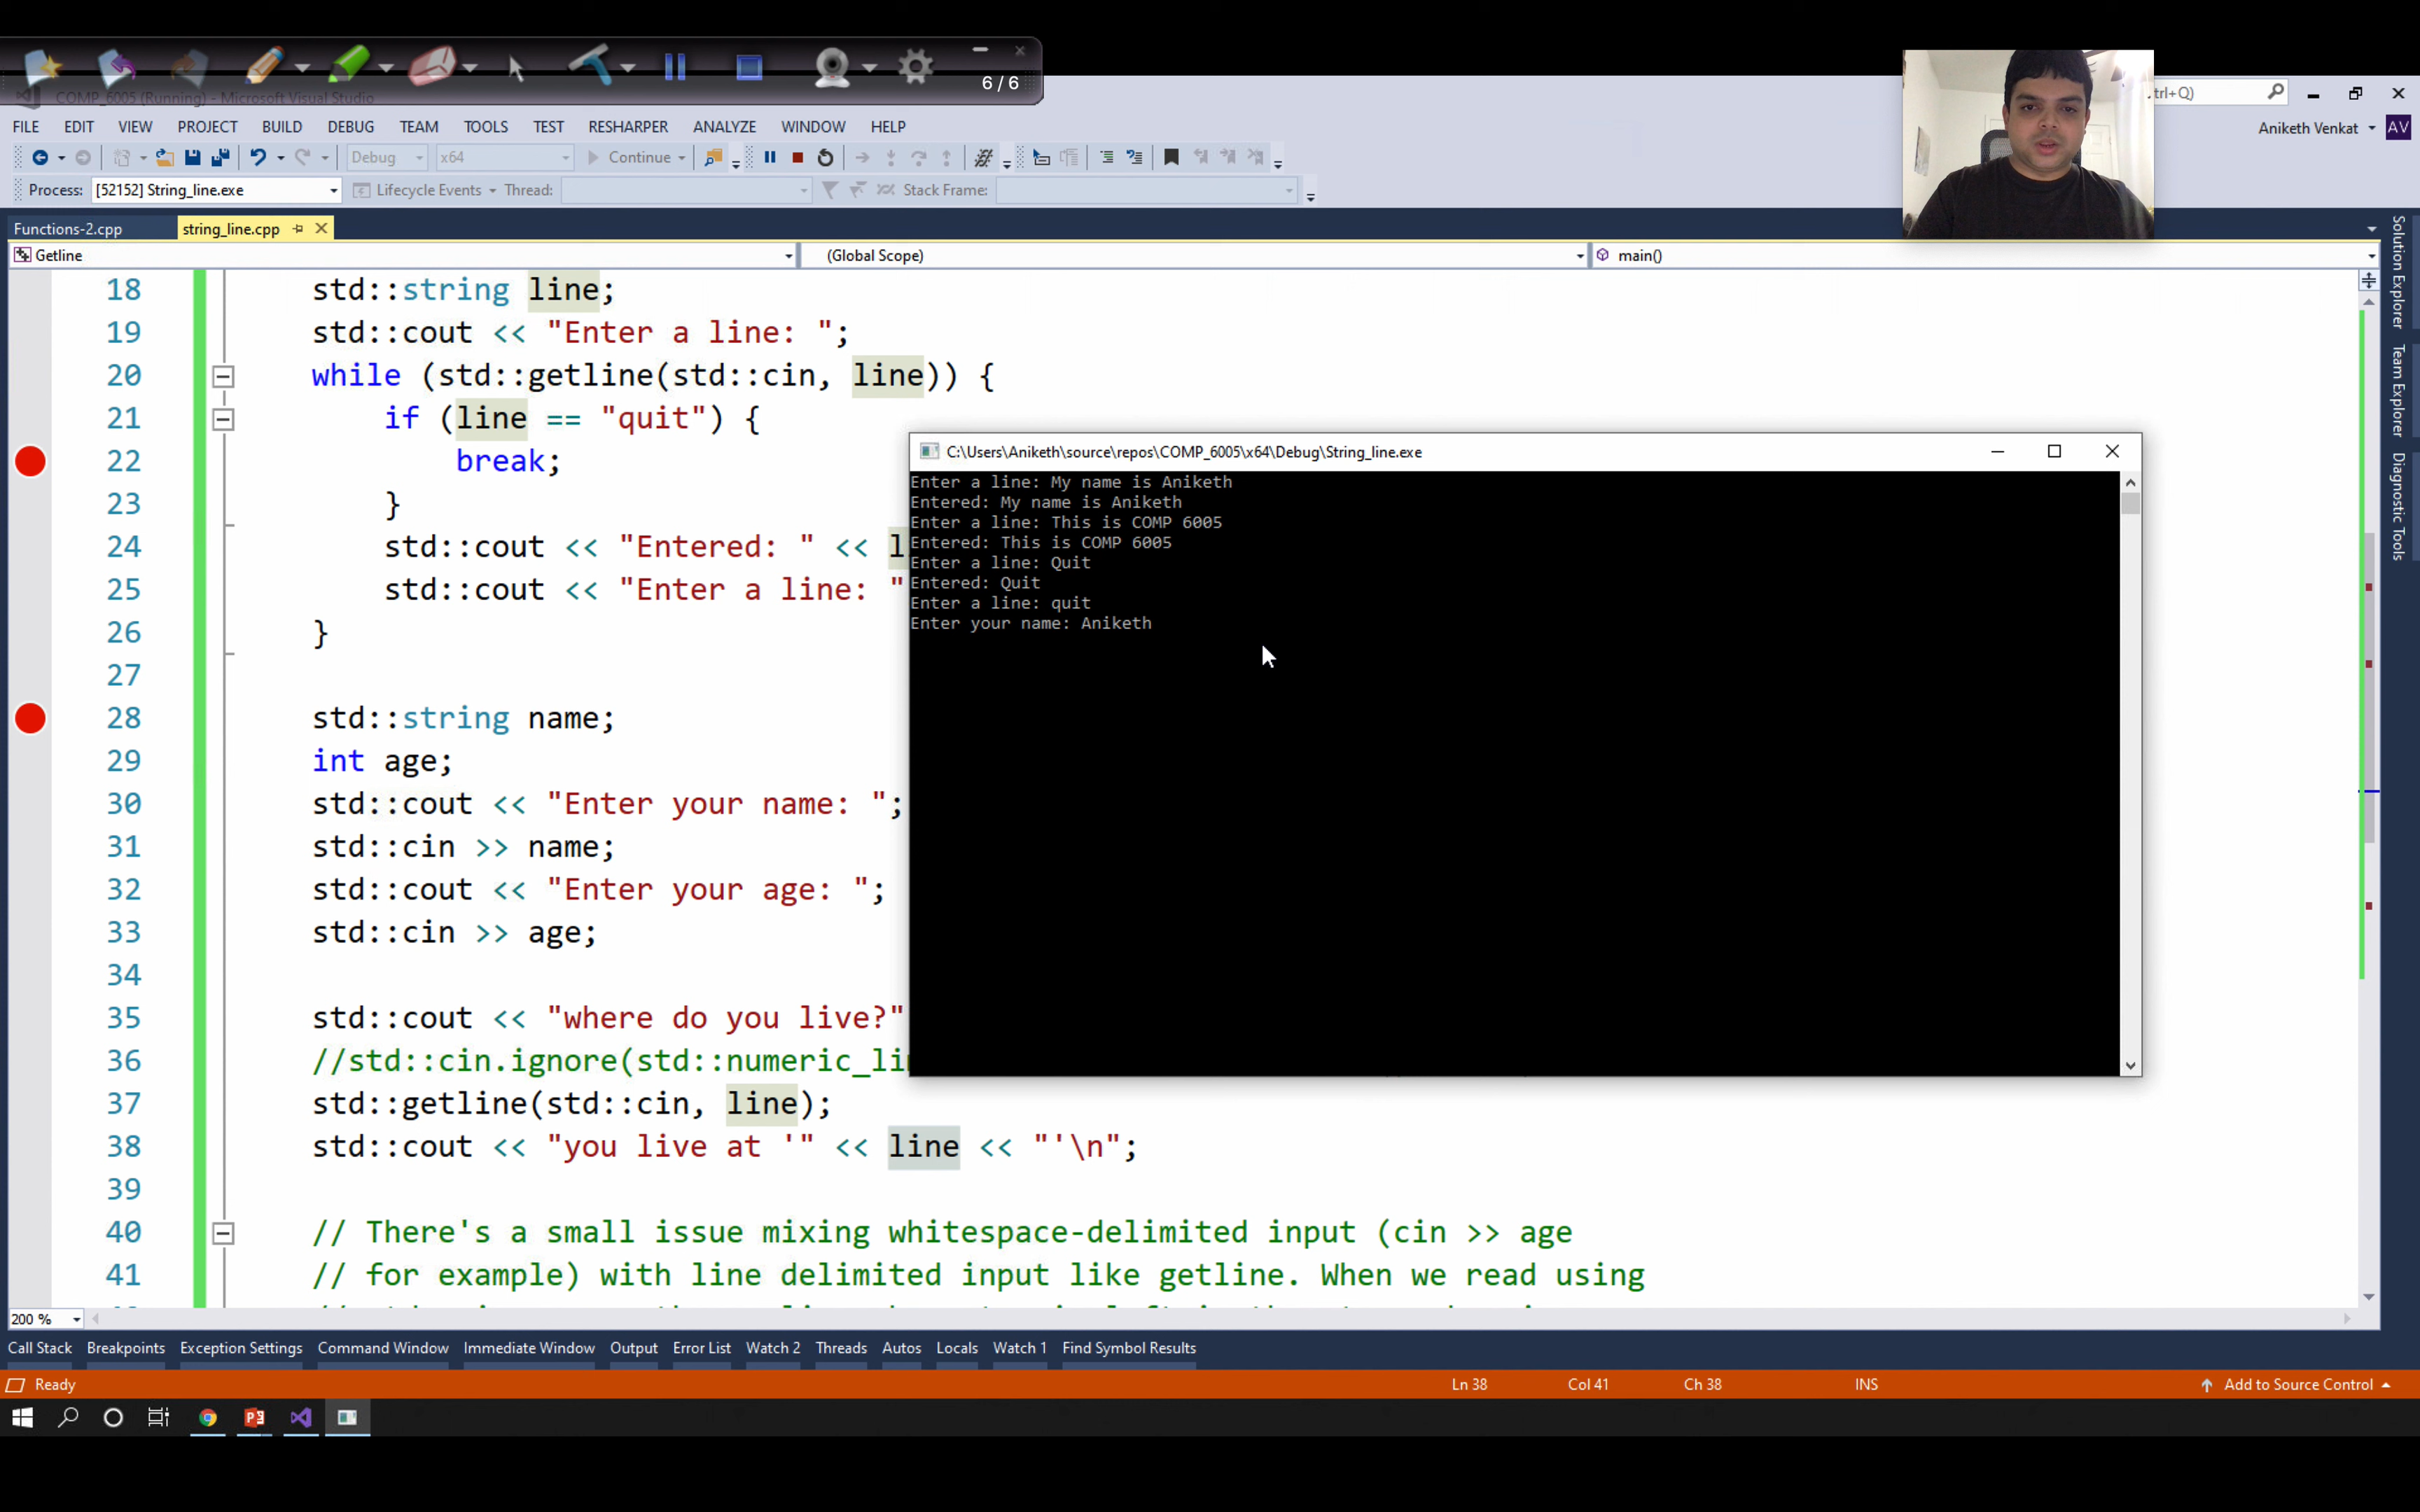 6 / 6
COMP_6005 (Running) - Microsoft Visual Studio
trl+Q)
FILE EDIT VIEW PROJECT BUILD DEBUG TEAM TOOLS TEST RESHARPER ANALYZE WINDOW HELP
Aniketh Venkat AV
Debug x64 Continue
Process: [52152] String_line.exe Lifecycle Events Thread: Stack Frame:
Functions-2.cpp string_line.cpp
Getline (Global Scope) main()
18 std::string line;
19 std::cout << "Enter a line: ";
20 while (std::getline(std::cin, line)) {
21 if (line == "quit") {
22 break;
23 }
24 std::cout << "Entered: " << l
25 std::cout << "Enter a line: "
26 }
27
28 std::string name;
29 int age;
30 std::cout << "Enter your name: ";
31 std::cin >> name;
32 std::cout << "Enter your age: ";
33 std::cin >> age;
34
35 std::cout << "where do you live?"
36 //std::cin.ignore(std::numeric_li
37 std::getline(std::cin, line);
38 std::cout << "you live at '" << line << "'\n";
39
40 // There's a small issue mixing whitespace-delimited input (cin >> age
41 // for example) with line delimited input like getline. When we read using
C:\Users\Aniketh\source\repos\COMP_6005\x64\Debug\String_line.exe
Enter a line: My name is Aniketh
Entered: My name is Aniketh
Enter a line: This is COMP 6005
Entered: This is COMP 6005
Enter a line: Quit
Entered: Quit
Enter a line: quit
Enter your name: Aniketh
Solution Explorer
Team Explorer
Diagnostic Tools
200 %
Call Stack Breakpoints Exception Settings Command Window Immediate Window Output Error List Watch 2 Threads Autos Locals Watch 1 Find Symbol Results
Ready Ln 38 Col 41 Ch 38 INS Add to Source Control